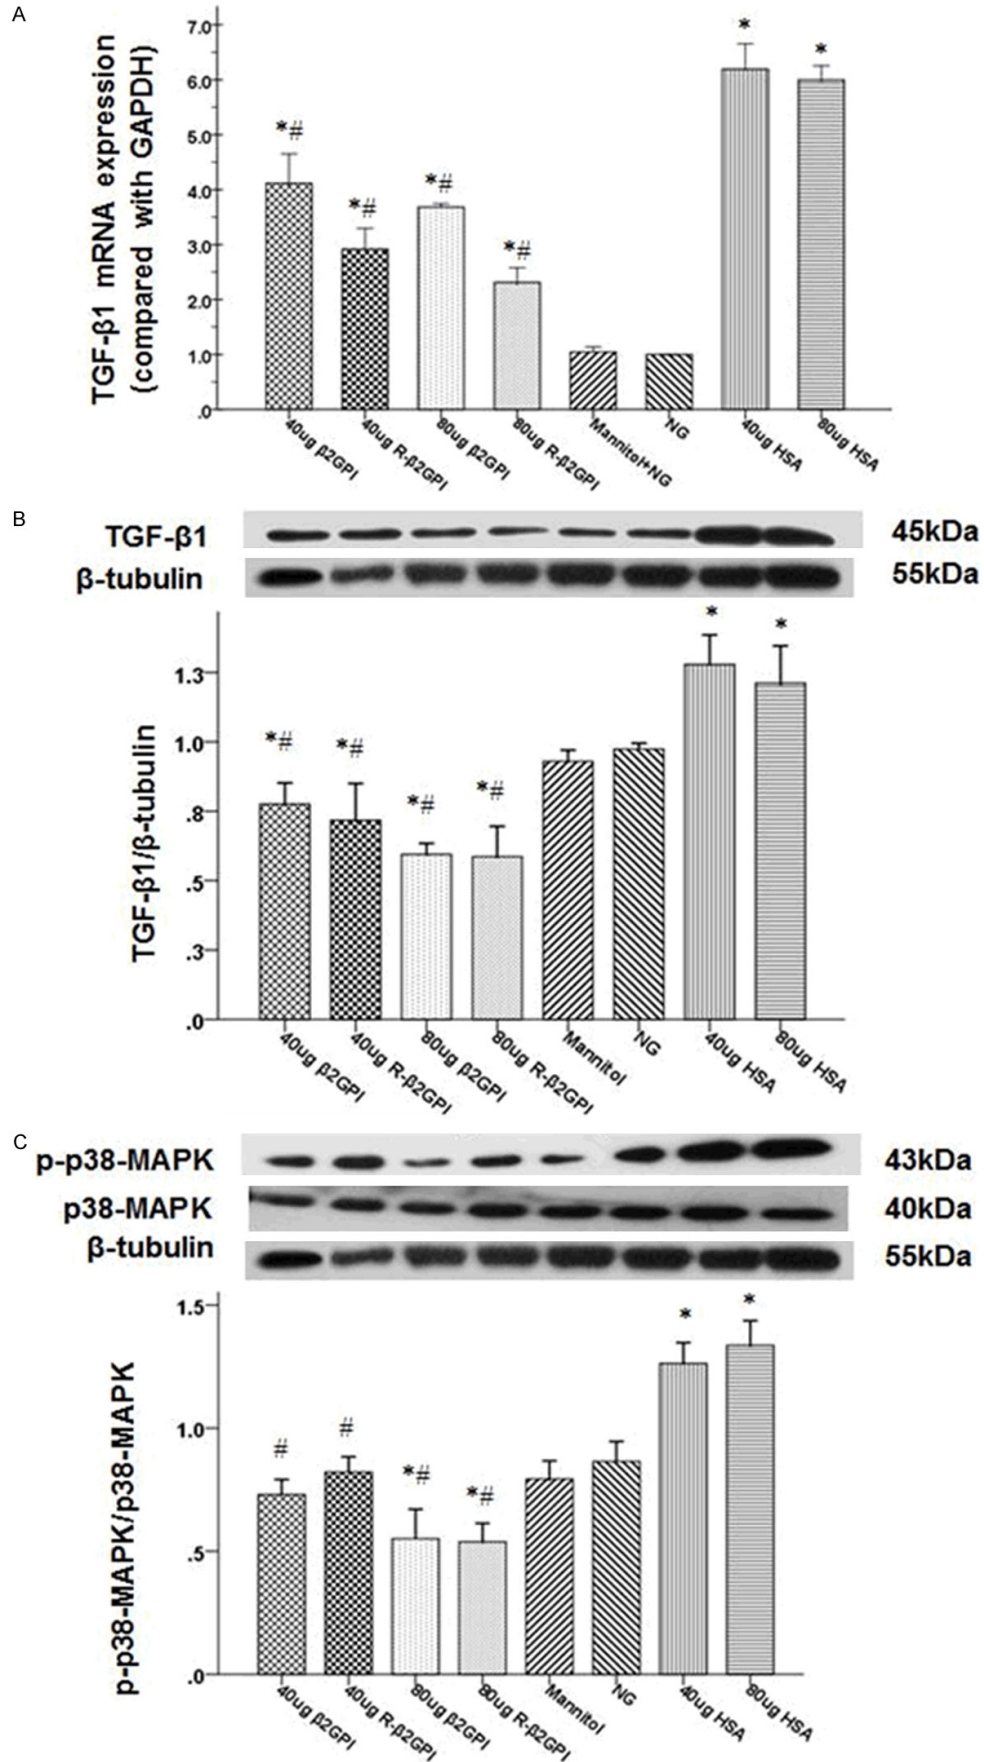 A
TGF-β1 mRNA expression
(compared with GAPDH)
7.0
6.0
5.0
4.0
3.0
2.0
1.0
.0
*#
*#
*#
*#
*
*
40ug β2GPI
40ug R-β2GPI
80ug β2GPI
80ug R-β2GPI
Mannitol+NG
NG
40ug HSA
80ug HSA
B
TGF-β1
45kDa
β-tubulin
55kDa
TGF-β1/β-tubulin
1.3
1.0
.8
.5
.3
.0
*#
*#
*#
*#
*
*
40ug β2GPI
40ug R-β2GPI
80ug β2GPI
80ug R-β2GPI
Mannitol
NG
40ug HSA
80ug HSA
C
p-p38-MAPK
43kDa
p38-MAPK
40kDa
β-tubulin
55kDa
p-p38-MAPK/p38-MAPK
1.5
1.0
.5
.0
#
#
*#
*#
*
*
40ug β2GPI
40ug R-β2GPI
80ug β2GPI
80ug R-β2GPI
Mannitol
NG
40ug HSA
80ug HSA